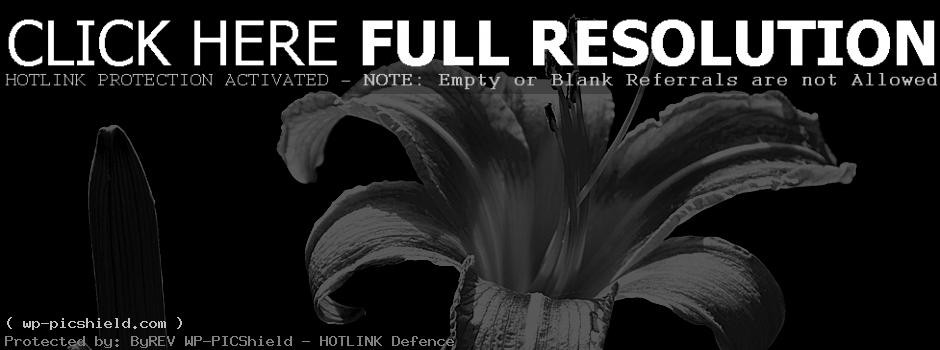 CLICK HERE FULL RESOLUTION
HOTLINK PROTECTION ACTIVATED - NOTE: Empty or Blank Referrals are not Allowed
( wp-picshield.com )
Protected by: ByREV WP-PICShield - HOTLINK Defence